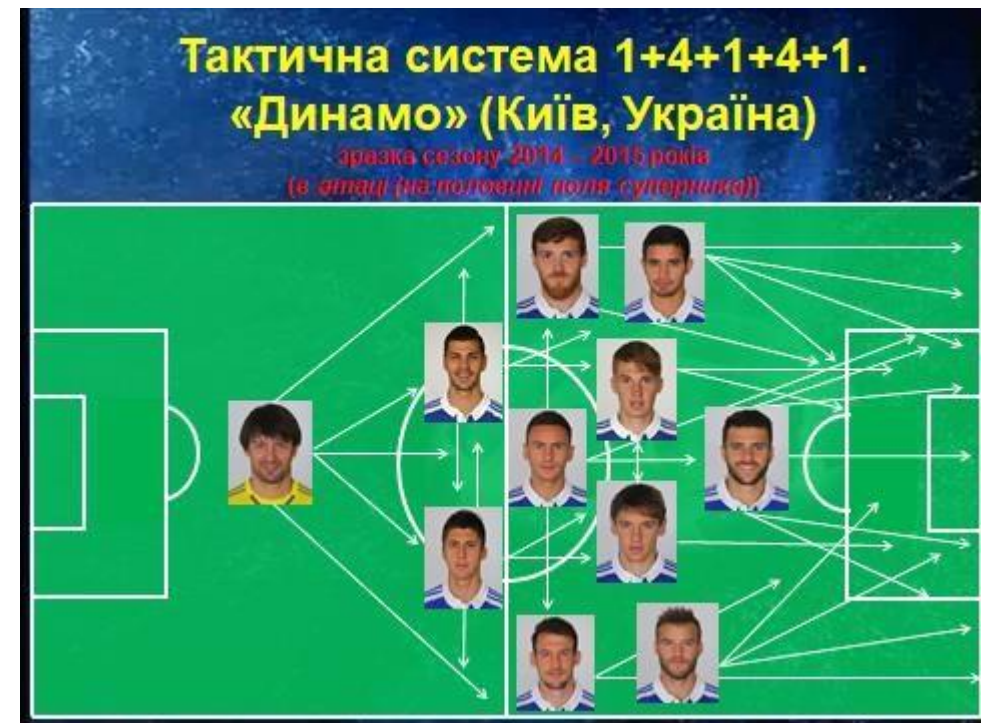 Тактична система 1+4+1+4+1.
«Динамо» (Київ, Україна)
зразка сезону 2014 – 2015 років
(в атаці (на половині поля суперника))